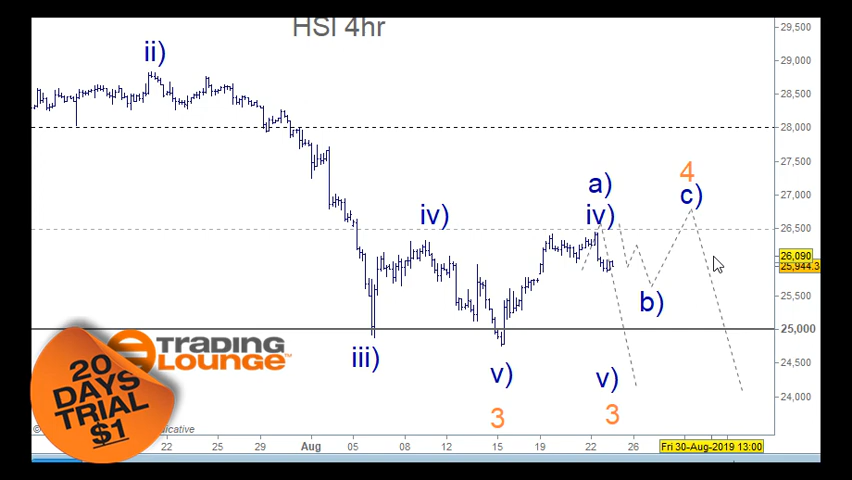 HSI 4hr
29,500
29,000
28,500
28,000
27,500
27,000
26,500
26,090
25,944.3
25,500
25,000
24,500
24,000
ii)
iii)
iv)
v)
3
a)
iv)
v)
3
b)
4
c)
TRADING
LOUNGE™
20
DAYS
TRIAL
$1
©
icative
22
25
29
Aug
05
08
12
15
19
22
26
Fri 30-Aug-2019 13:00